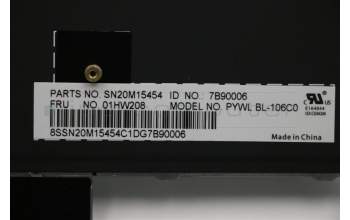 PARTS NO. SN20M15454 ID NO. 7B90006
FRU NO. 01HW208 MODEL NO. PYWL BL-106C0
8SSN20M15454C1DG7B90006
Made in China